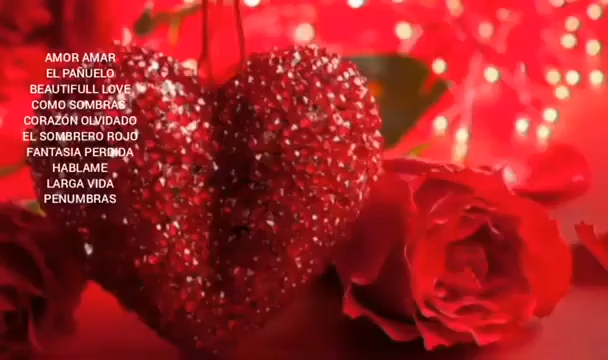 AMOR AMAR
EL PAÑUELO
BEAUTIFULL LOVE
COMO SOMBRAS
CORAZÓN OLVIDADO
EL SOMBRERO ROJO
FANTASIA PERDIDA
HABLAME
LARGA VIDA
PENUMBRAS